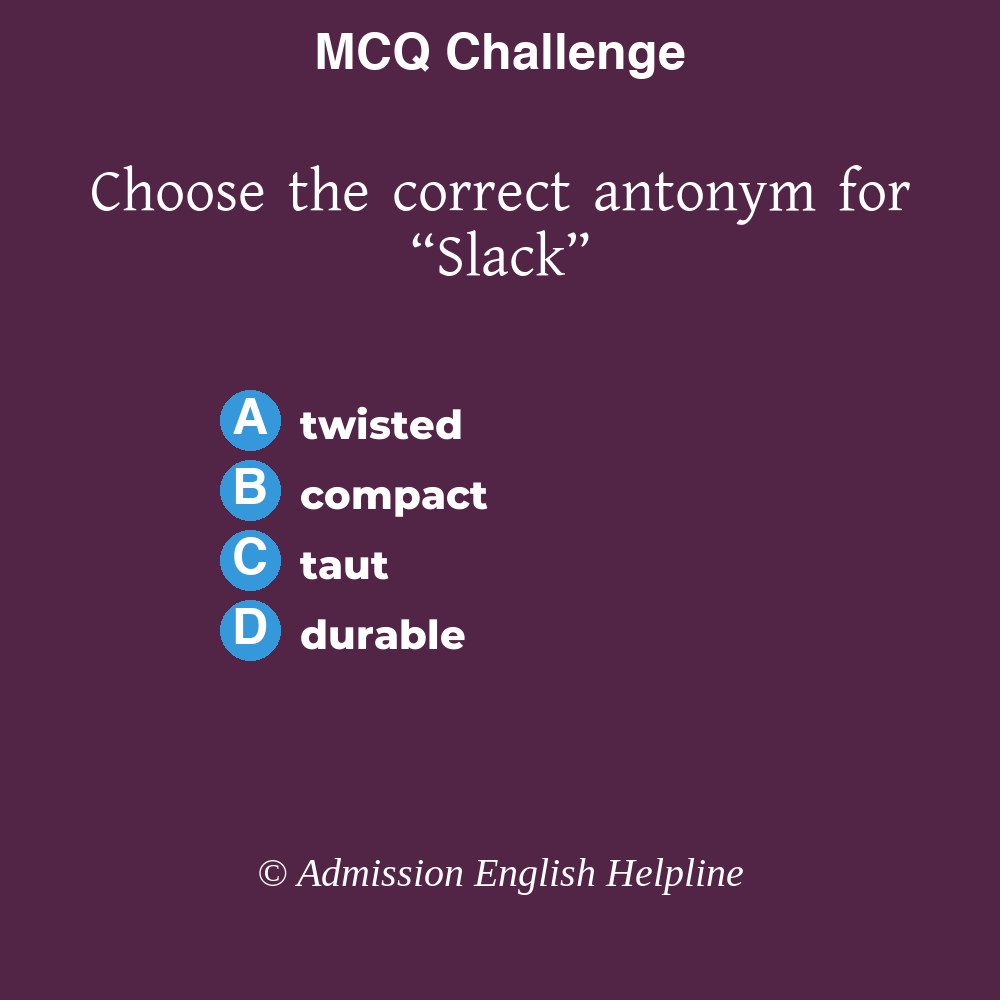 MCQ Challenge
Choose the correct antonym for
“Slack”
A twisted
B compact
C taut
D durable
© Admission English Helpline